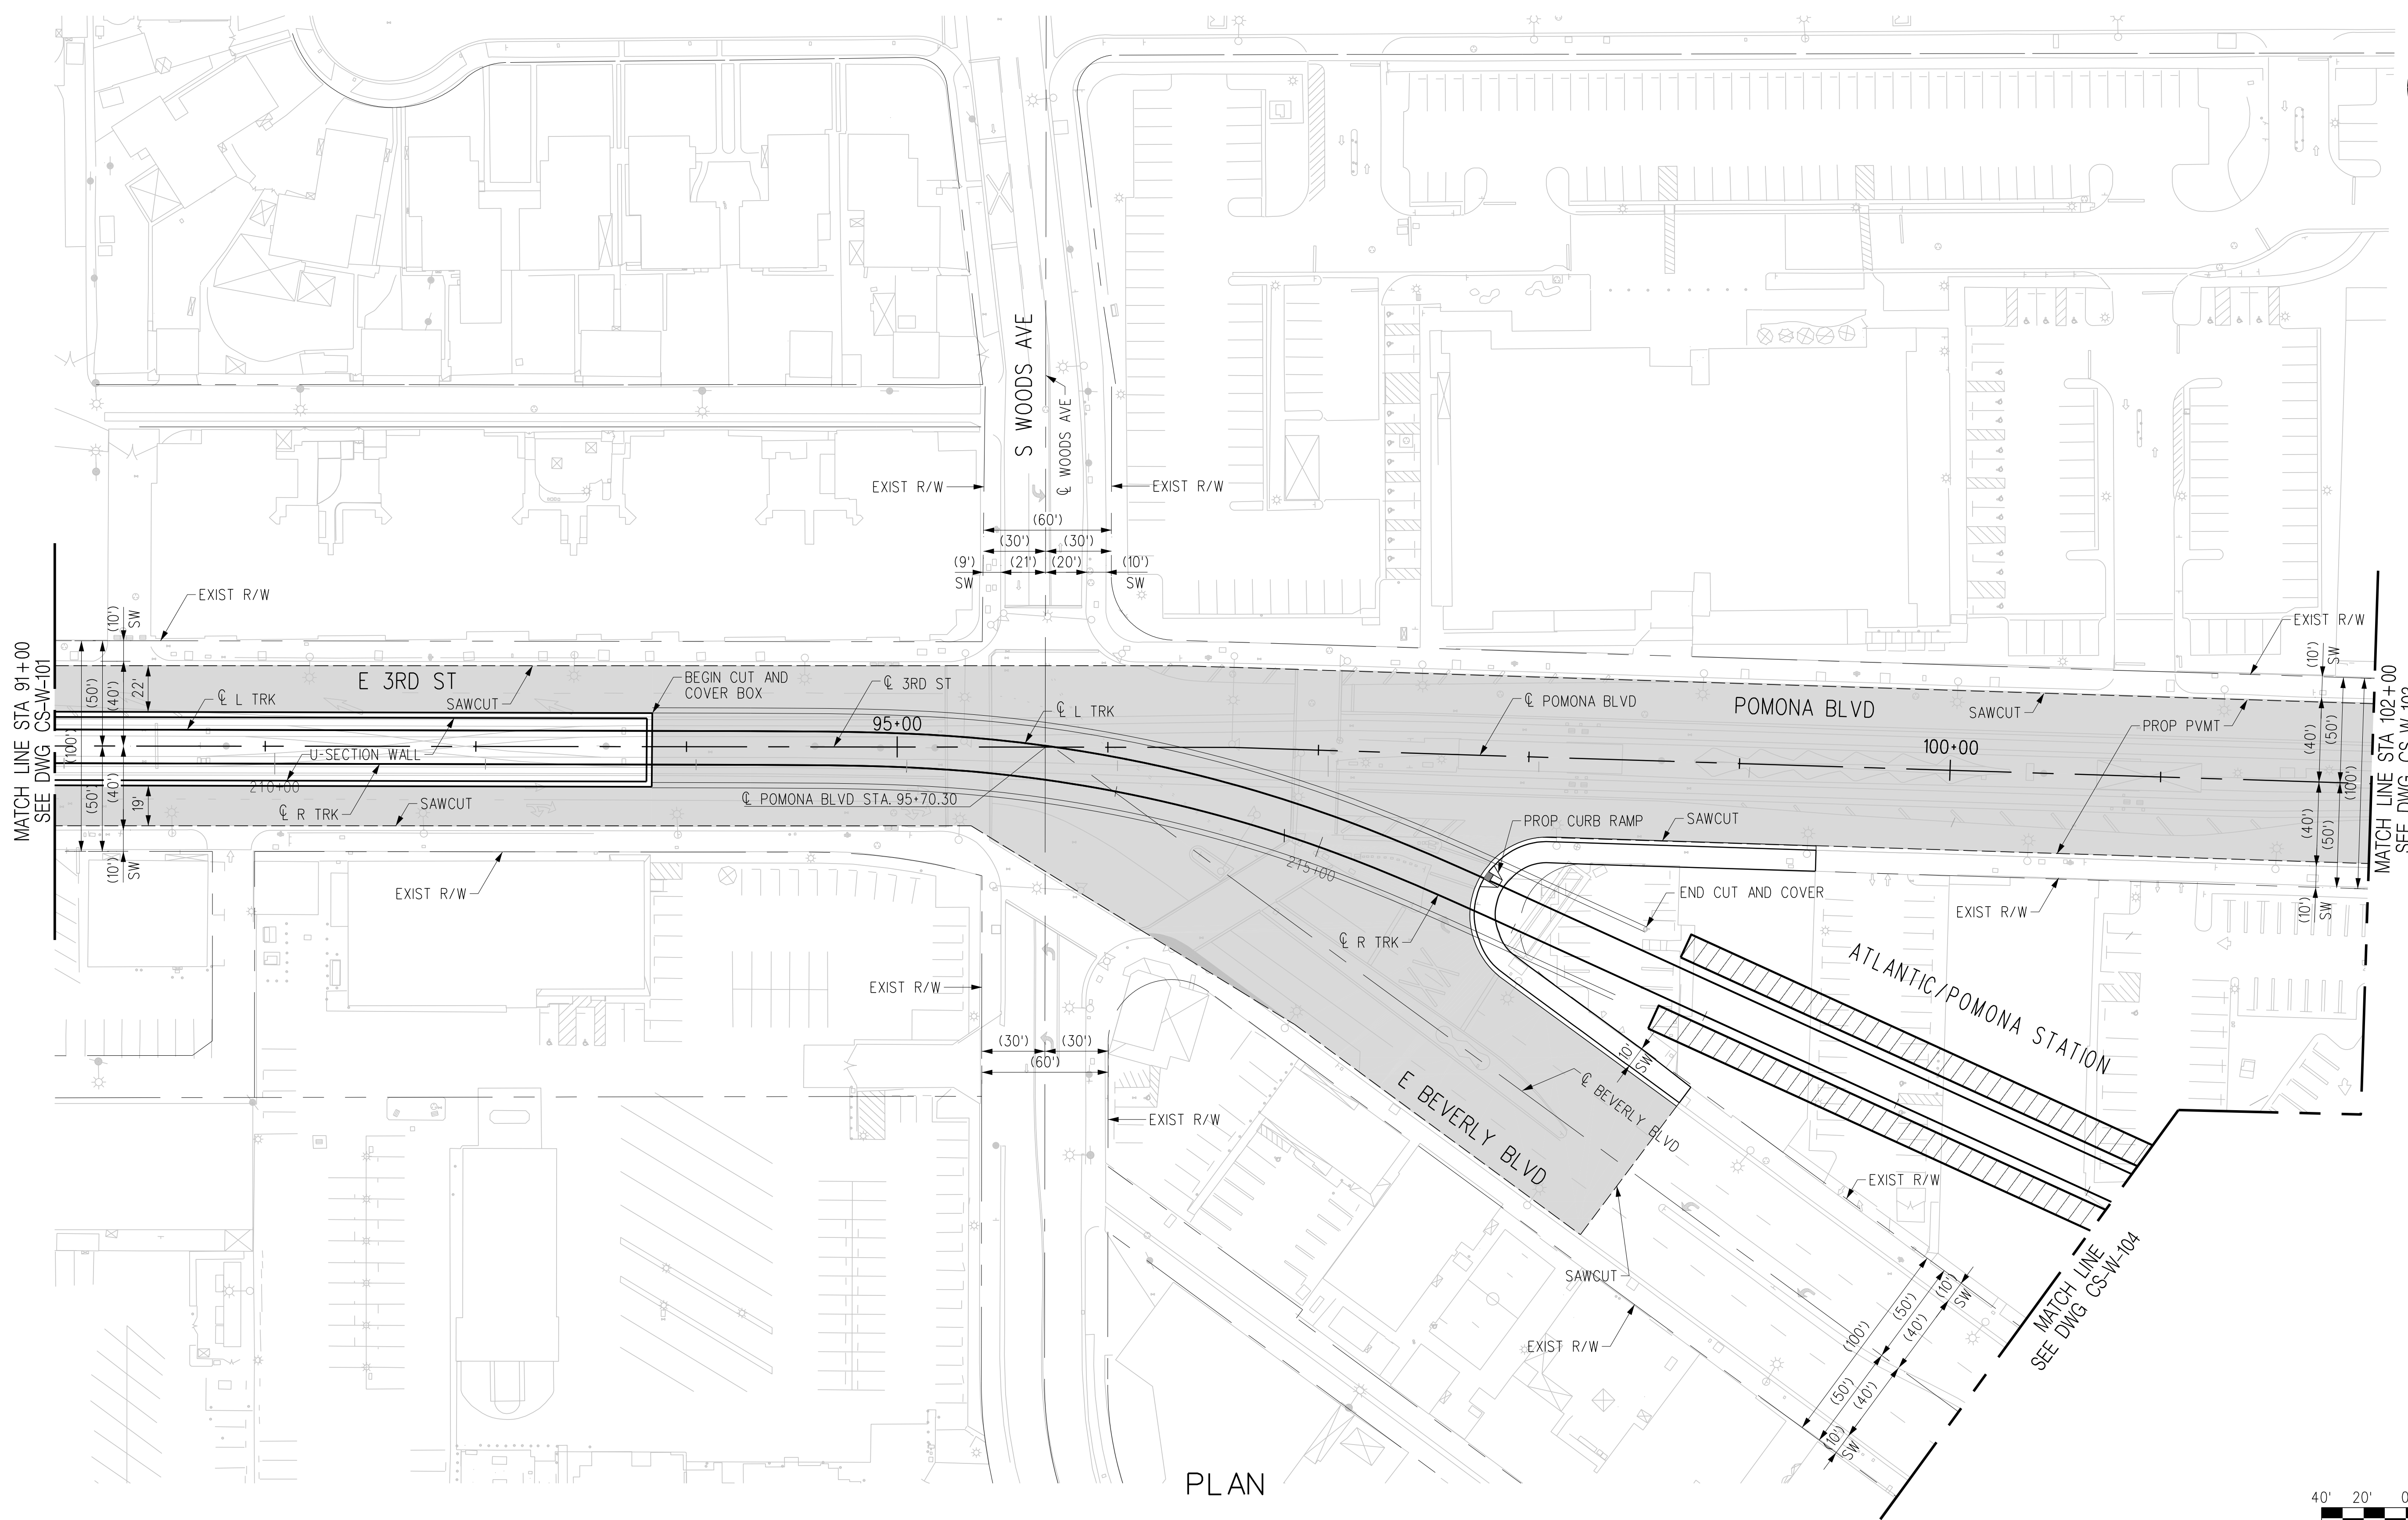 S WOODS AVE
℄ WOODS AVE
EXIST R/W
EXIST R/W
(60')
(30')
(30')
(9')
SW
(21')
(20')
(10')
SW
MATCH LINE STA 91+00
SEE DWG CS-W-101
EXIST R/W
(10')
SW
(50')
(40')
22'
(100')
(50')
(40')
19'
(10')
SW
E 3RD ST
℄ L TRK
SAWCUT
BEGIN CUT AND
COVER BOX
℄ 3RD ST
95+00
℄ L TRK
U-SECTION WALL
210+00
℄ R TRK
SAWCUT
℄ POMONA BLVD STA. 95+70.30
EXIST R/W
℄ POMONA BLVD
POMONA BLVD
SAWCUT
PROP PVMT
100+00
EXIST R/W
(10')
SW
(40')
(50')
(100')
(40')
(50')
(10')
SW
MATCH LINE STA 102+00
SEE DWG CS-W-103
PROP CURB RAMP
SAWCUT
215+00
END CUT AND COVER
EXIST R/W
℄ R TRK
ATLANTIC/POMONA STATION
EXIST R/W
(30')
(30')
(60')
EXIST R/W
10'
SW
℄ BEVERLY BLVD
E BEVERLY BLVD
EXIST R/W
SAWCUT
EXIST R/W
(100')
(50')
(40')
(10')
SW
(50')
(40')
(10')
SW
MATCH LINE
SEE DWG CS-W-104
PLAN
40' 20' 0